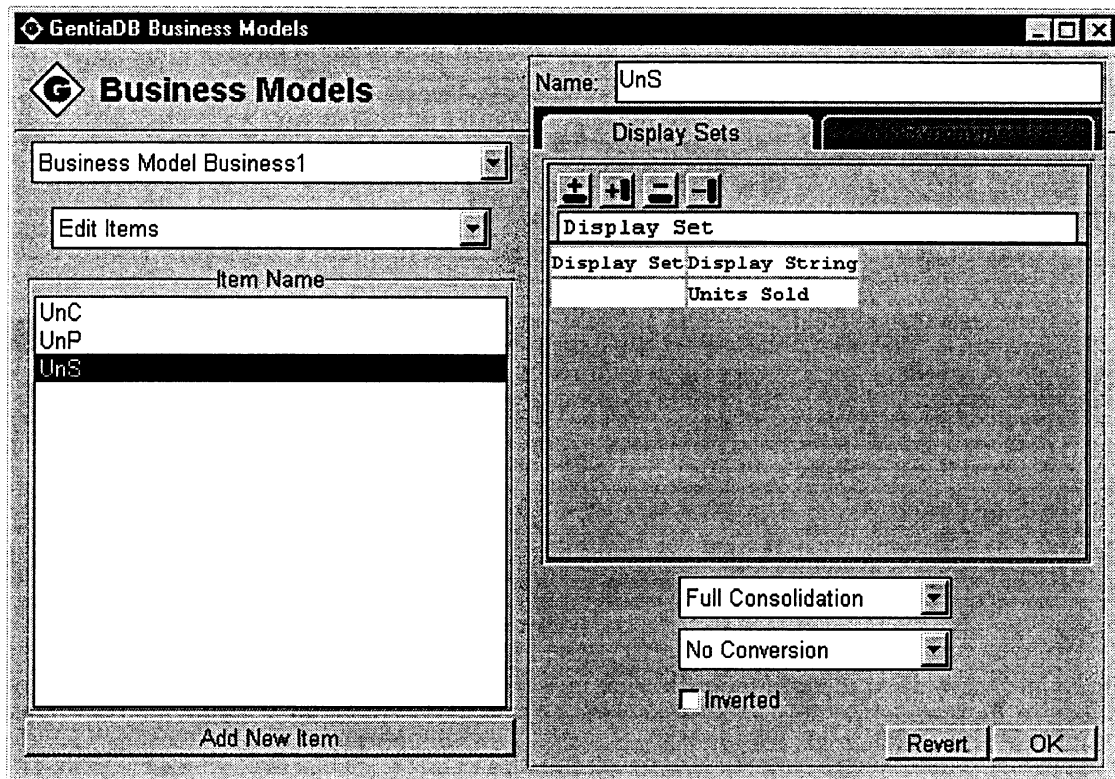 GentiaDB Business Models
G Business Models
Business Model Business1
Edit Items
Item Name
UnC
UnP
UnS
Add New Item
Name: UnS
Display Sets
Display Set
Display Set Display String
Units Sold
Full Consolidation
No Conversion
Inverted
Revert OK